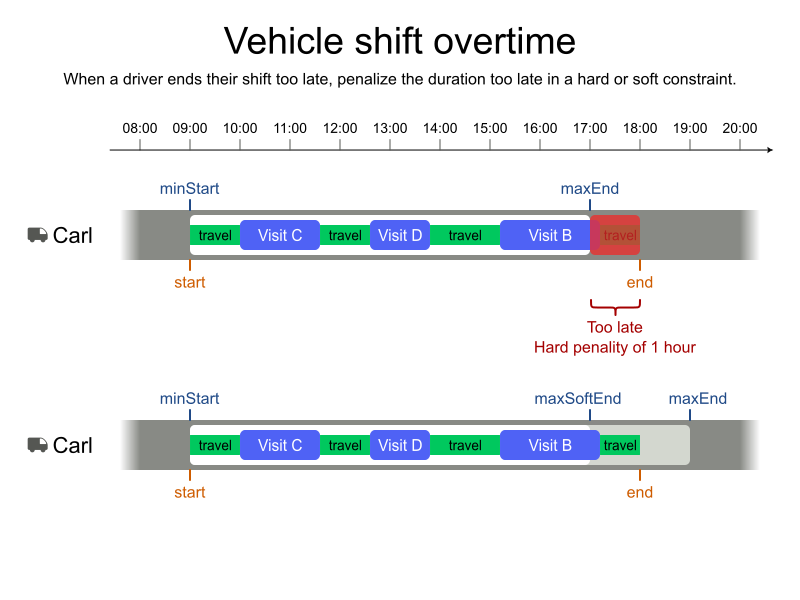 Vehicle shift overtime
When a driver ends their shift too late, penalize the duration too late in a hard or soft constraint.
08:00 09:00 10:00 11:00 12:00 13:00 14:00 15:00 16:00 17:00 18:00 19:00 20:00
minStart maxEnd
Carl travel Visit C travel Visit D travel Visit B travel
start end
Too late
Hard penality of 1 hour
minStart maxSoftEnd maxEnd
Carl travel Visit C travel Visit D travel Visit B travel
start end